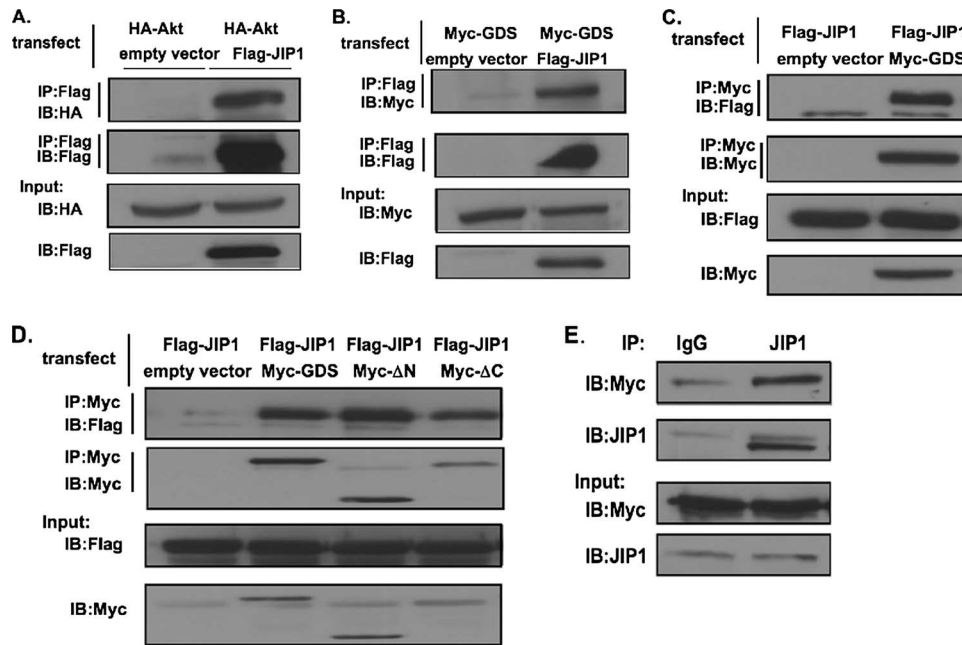 A.
HA-Akt HA-Akt
transfect
empty vector Flag-JIP1
IP:Flag
IB:HA
IP:Flag
IB:Flag
Input:
IB:HA
IB:Flag
B.
Myc-GDS Myc-GDS
transfect
empty vector Flag-JIP1
IP:Flag
IB:Myc
IP:Flag
IB:Flag
Input:
IB:Myc
IB:Flag
C.
Flag-JIP1 Flag-JIP1
transfect
empty vector Myc-GDS
IP:Myc
IB:Flag
IP:Myc
IB:Myc
Input:
IB:Flag
IB:Myc
D.
Flag-JIP1 Flag-JIP1 Flag-JIP1 Flag-JIP1
transfect
empty vector Myc-GDS Myc-ΔN Myc-ΔC
IP:Myc
IB:Flag
IP:Myc
IB:Myc
Input:
IB:Flag
IB:Myc
E.
IP: IgG JIP1
IB:Myc
IB:JIP1
Input:
IB:Myc
IB:JIP1